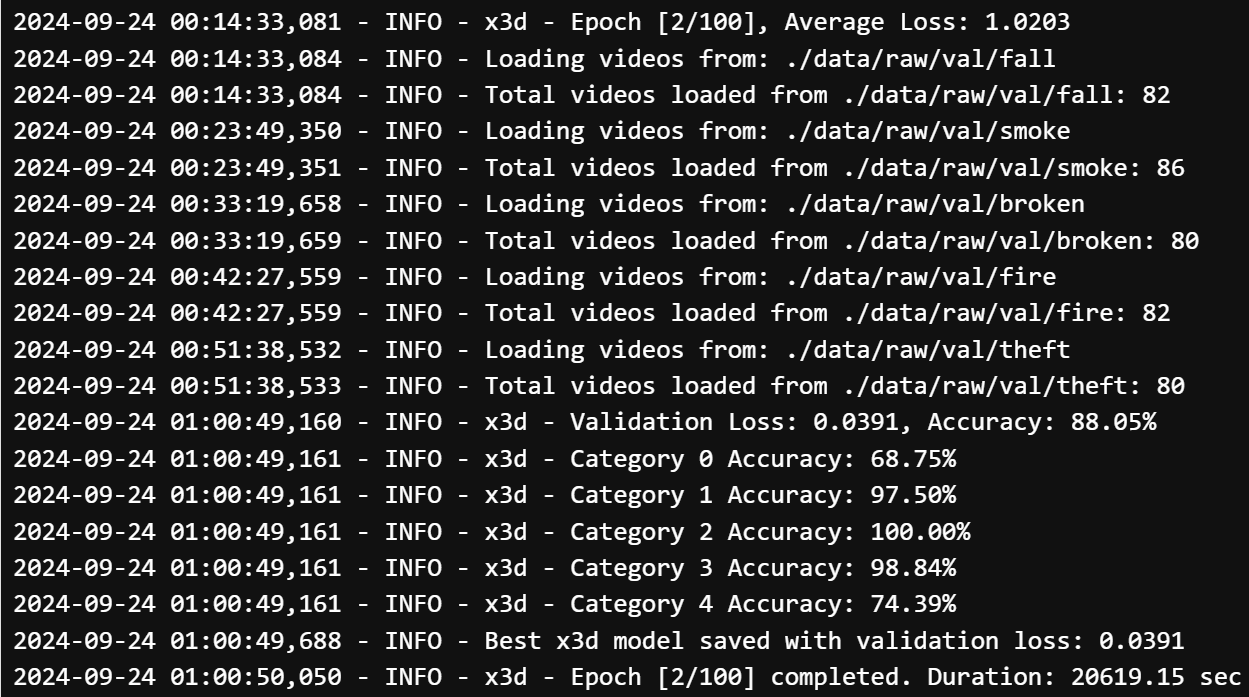 2024-09-24 00:14:33,081 - INFO - x3d - Epoch [2/100], Average Loss: 1.0203
2024-09-24 00:14:33,084 - INFO - Loading videos from: ./data/raw/val/fall
2024-09-24 00:14:33,084 - INFO - Total videos loaded from ./data/raw/val/fall: 82
2024-09-24 00:23:49,350 - INFO - Loading videos from: ./data/raw/val/smoke
2024-09-24 00:23:49,351 - INFO - Total videos loaded from ./data/raw/val/smoke: 86
2024-09-24 00:33:19,658 - INFO - Loading videos from: ./data/raw/val/broken
2024-09-24 00:33:19,659 - INFO - Total videos loaded from ./data/raw/val/broken: 80
2024-09-24 00:42:27,559 - INFO - Loading videos from: ./data/raw/val/fire
2024-09-24 00:42:27,559 - INFO - Total videos loaded from ./data/raw/val/fire: 82
2024-09-24 00:51:38,532 - INFO - Loading videos from: ./data/raw/val/theft
2024-09-24 00:51:38,533 - INFO - Total videos loaded from ./data/raw/val/theft: 80
2024-09-24 01:00:49,160 - INFO - x3d - Validation Loss: 0.0391, Accuracy: 88.05%
2024-09-24 01:00:49,161 - INFO - x3d - Category 0 Accuracy: 68.75%
2024-09-24 01:00:49,161 - INFO - x3d - Category 1 Accuracy: 97.50%
2024-09-24 01:00:49,161 - INFO - x3d - Category 2 Accuracy: 100.00%
2024-09-24 01:00:49,161 - INFO - x3d - Category 3 Accuracy: 98.84%
2024-09-24 01:00:49,161 - INFO - x3d - Category 4 Accuracy: 74.39%
2024-09-24 01:00:49,688 - INFO - Best x3d model saved with validation loss: 0.0391
2024-09-24 01:00:50,050 - INFO - x3d - Epoch [2/100] completed. Duration: 20619.15 sec